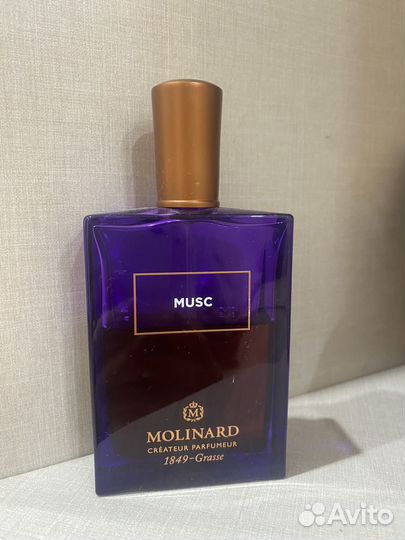 MUSC
M
MOLINARD
CRÉATEUR PARFUMEUR
1849-Grasse
Avito